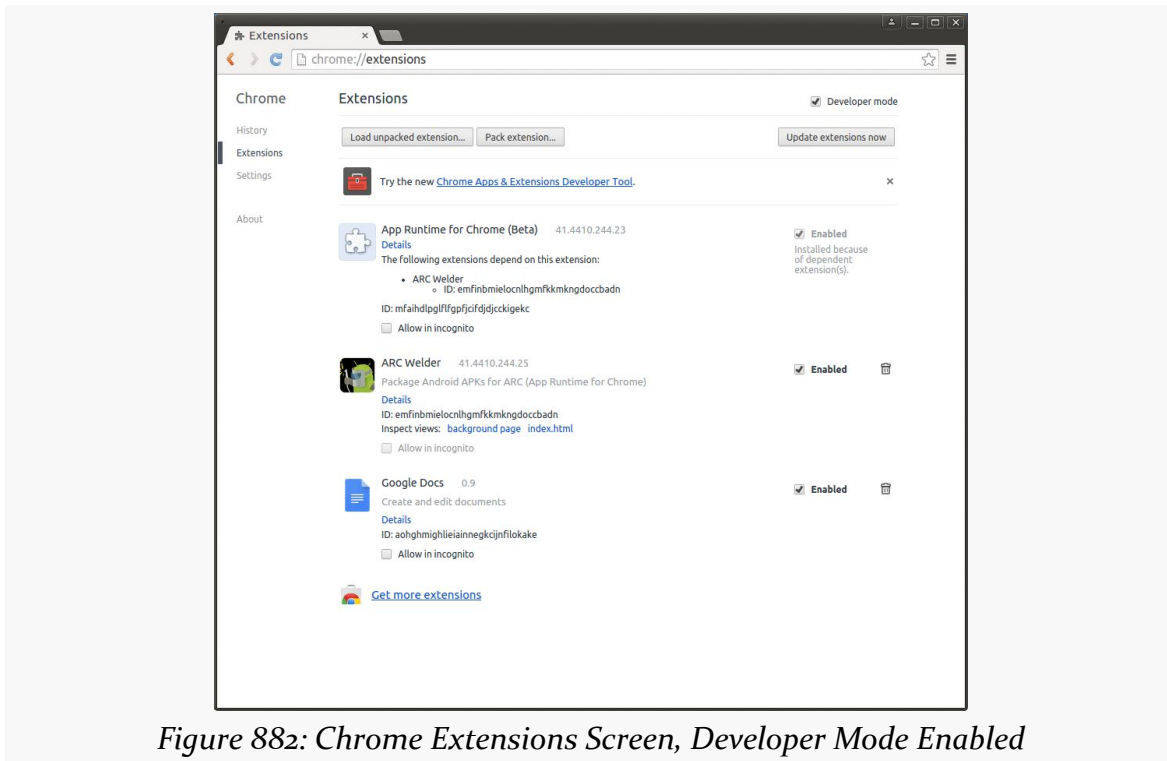 Extensions
chrome://extensions
Chrome
Extensions
Developer mode
History
Extensions
Settings
About
Load unpacked extension...
Pack extension...
Update extensions now
Try the new Chrome Apps & Extensions Developer Tool.
App Runtime for Chrome (Beta) 41.4410.244.23
Enabled
Details
Installed because
of dependent
extension(s).
The following extensions depend on this extension:
ARC Welder
ID: emfinbmielocnlhgmfkkmkngdoccbadn
ID: mfaihdlpglflfgpfjcifdjdjcckigekc
Allow in incognito
ARC Welder 41.4410.244.25
Enabled
Package Android APKs for ARC (App Runtime for Chrome)
Details
ID: emfinbmielocnlhgmfkkmkngdoccbadn
Inspect views: background page index.html
Allow in incognito
Google Docs 0.9
Enabled
Create and edit documents
Details
ID: aohghmighlieiainnegkcijnfilokake
Allow in incognito
Get more extensions
Figure 882: Chrome Extensions Screen, Developer Mode Enabled